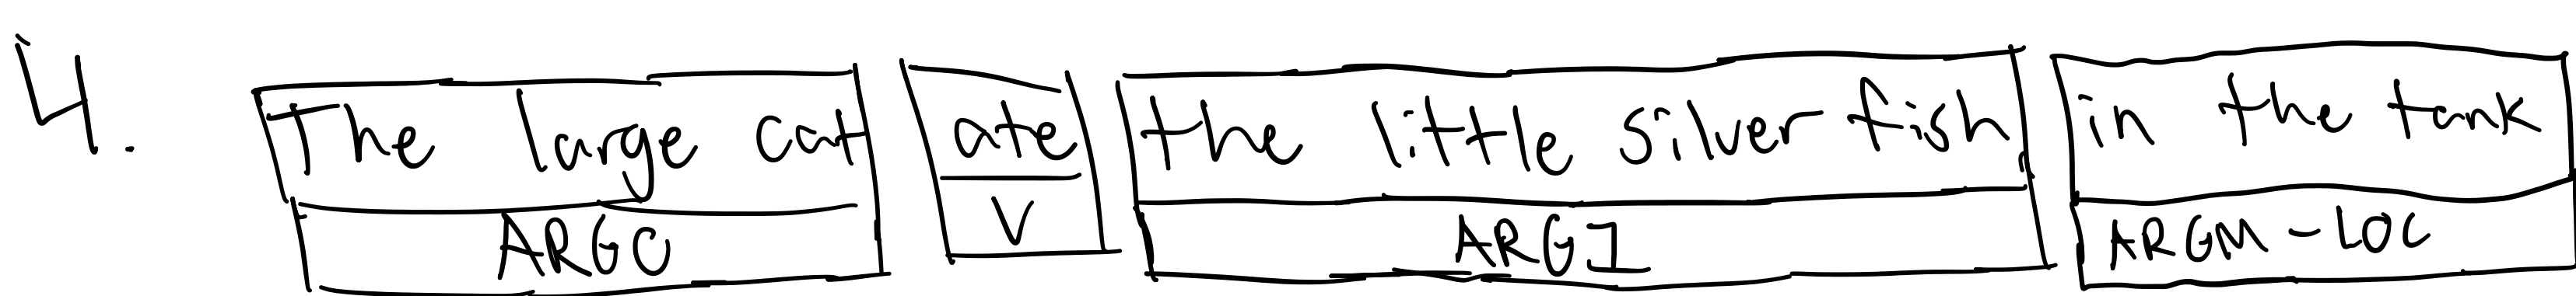 4. The large cat ate the little silver fish in the tank
ARG0 V ARG1 ARGM-LOC